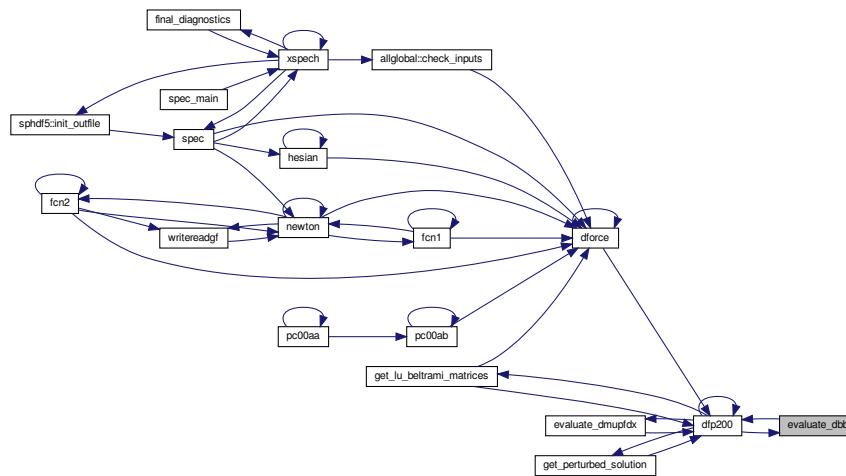 final_diagnostics
xspech
allglobal::check_inputs
spec_main
sphdf5::init_outfile
spec
hesian
fcn2
newton
writereadgf
fcn1
dforce
pc00aa
pc00ab
get_lu_beltrami_matrices
evaluate_dmupfdx
dfp200
evaluate_dbb
get_perturbed_solution